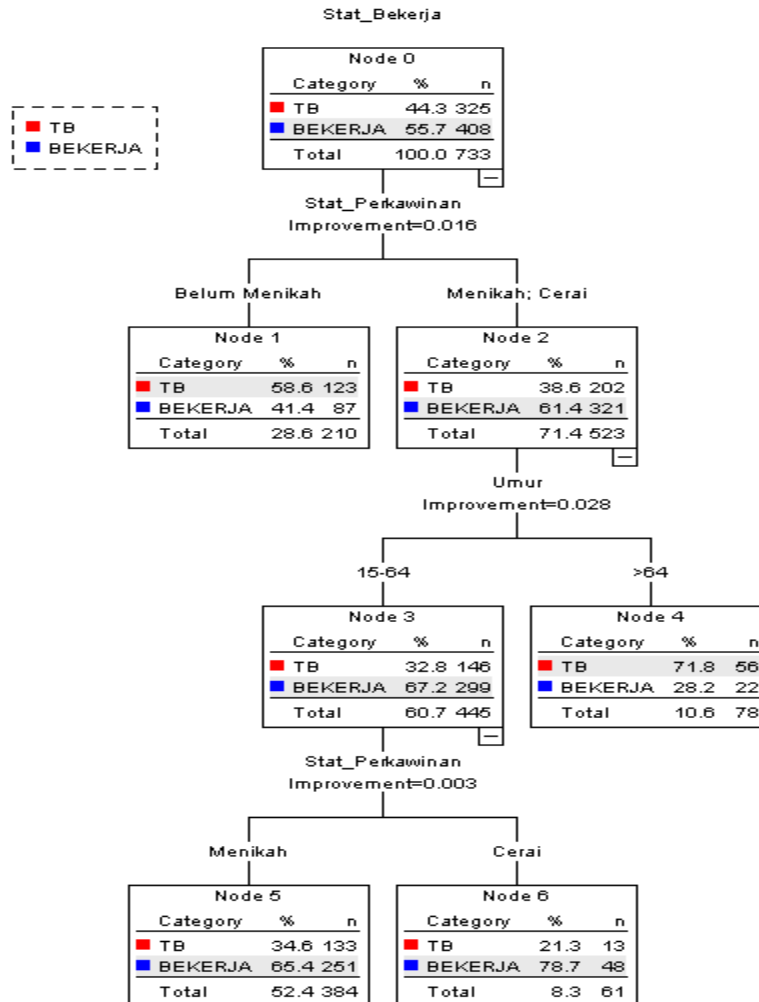 Stat_Bekerja
Node 0
Category % n
TB 44.3 325
BEKERJA 55.7 408
Total 100.0 733
TB
BEKERJA
Stat_Perkawinan
Improvement=0.016
Belum Menikah
Menikah; Cerai
Node 1
Category % n
TB 58.6 123
BEKERJA 41.4 87
Total 28.6 210
Node 2
Category % n
TB 38.6 202
BEKERJA 61.4 321
Total 71.4 523
Umur
Improvement=0.028
15-64
>64
Node 3
Category % n
TB 32.8 146
BEKERJA 67.2 299
Total 60.7 445
Node 4
Category % n
TB 71.8 56
BEKERJA 28.2 22
Total 10.6 78
Stat_Perkawinan
Improvement=0.003
Menikah
Cerai
Node 5
Category % n
TB 34.6 133
BEKERJA 65.4 251
Total 52.4 384
Node 6
Category % n
TB 21.3 13
BEKERJA 78.7 48
Total 8.3 61